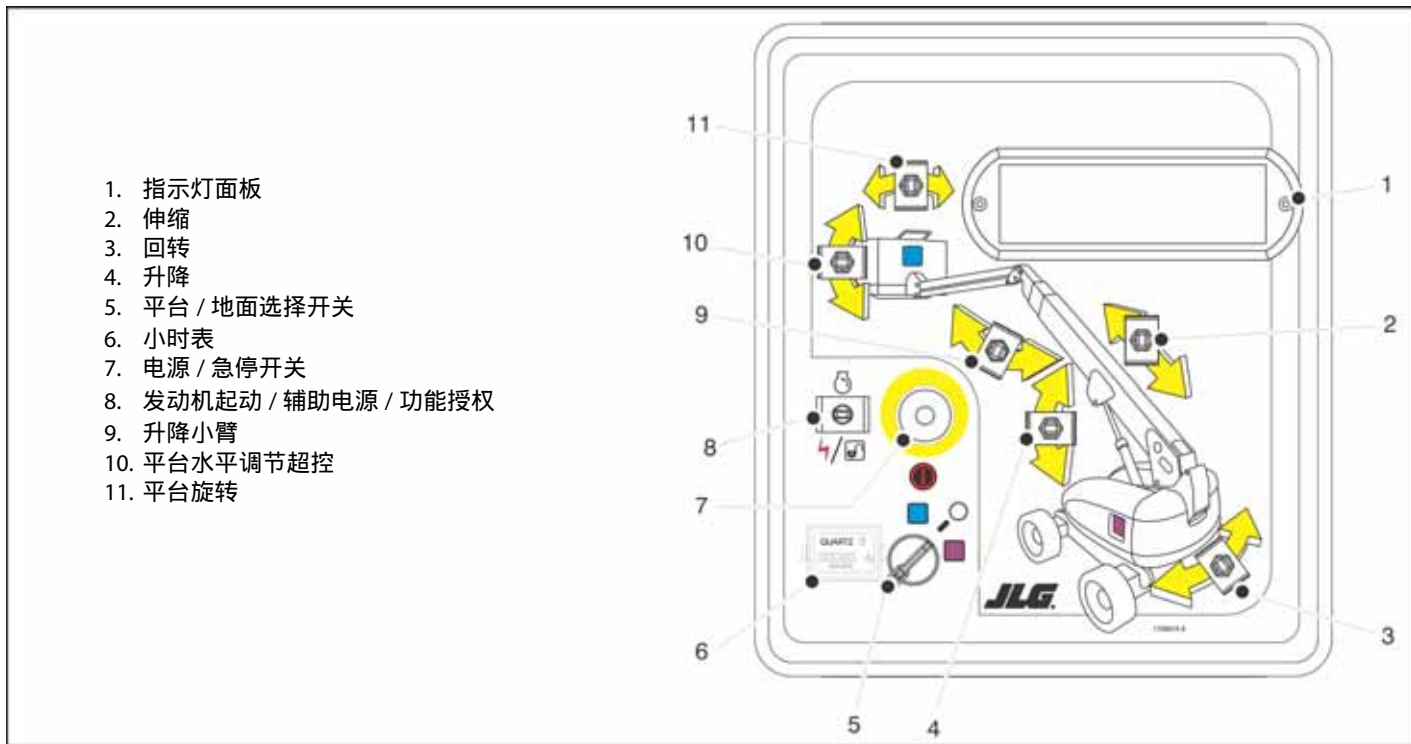 1. 指示灯面板
2. 伸缩
3. 回转
4. 升降
5. 平台 / 地面选择开关
6. 小时表
7. 电源 / 急停开关
8. 发动机起动 / 辅助电源 / 功能授权
9. 升降小臂
10. 平台水平调节超控
11. 平台旋转
11
1
10
9
2
8
7
QUARTZ
JLG
6
3
5
4